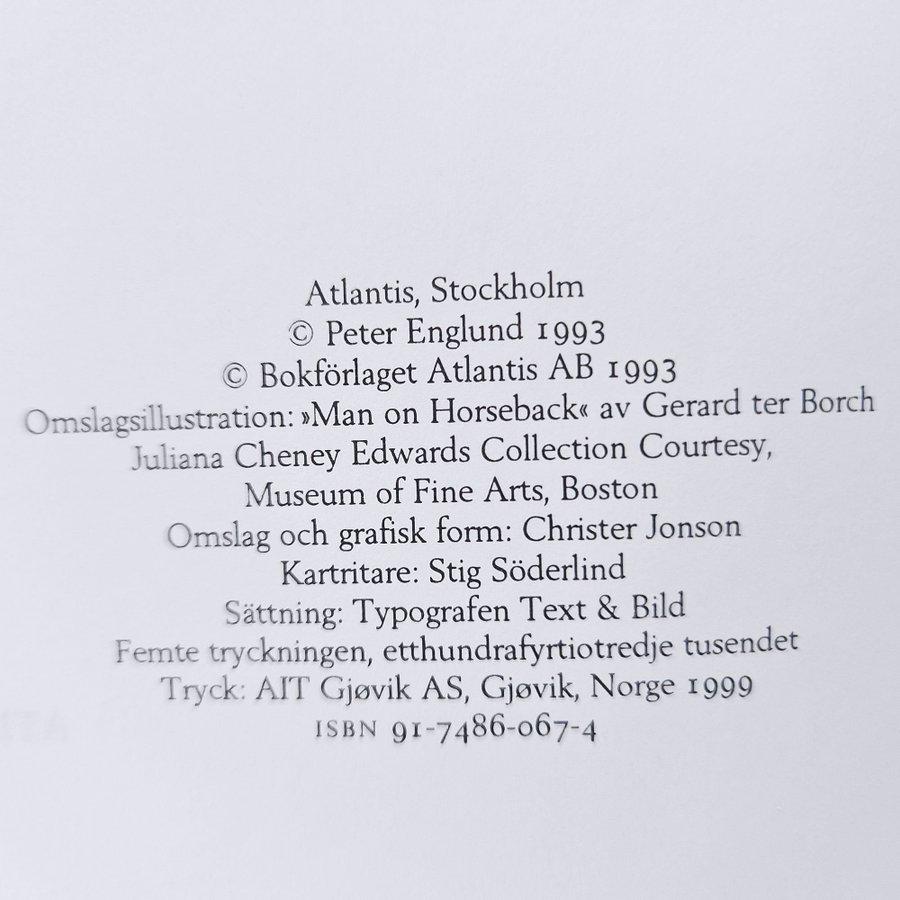 Atlantis, Stockholm
© Peter Englund 1993
© Bokförlaget Atlantis AB 1993
Omslagsillustration: »Man on Horseback« av Gerard ter Borch
Juliana Cheney Edwards Collection Courtesy,
Museum of Fine Arts, Boston
Omslag och grafisk form: Christer Jonson
Kartritare: Stig Söderlind
Sättning: Typografen Text & Bild
Femte tryckningen, etthundrafyrtiotredje tusendet
Tryck: AIT Gjøvik AS, Gjøvik, Norge 1999
ISBN 91-7486-067-4